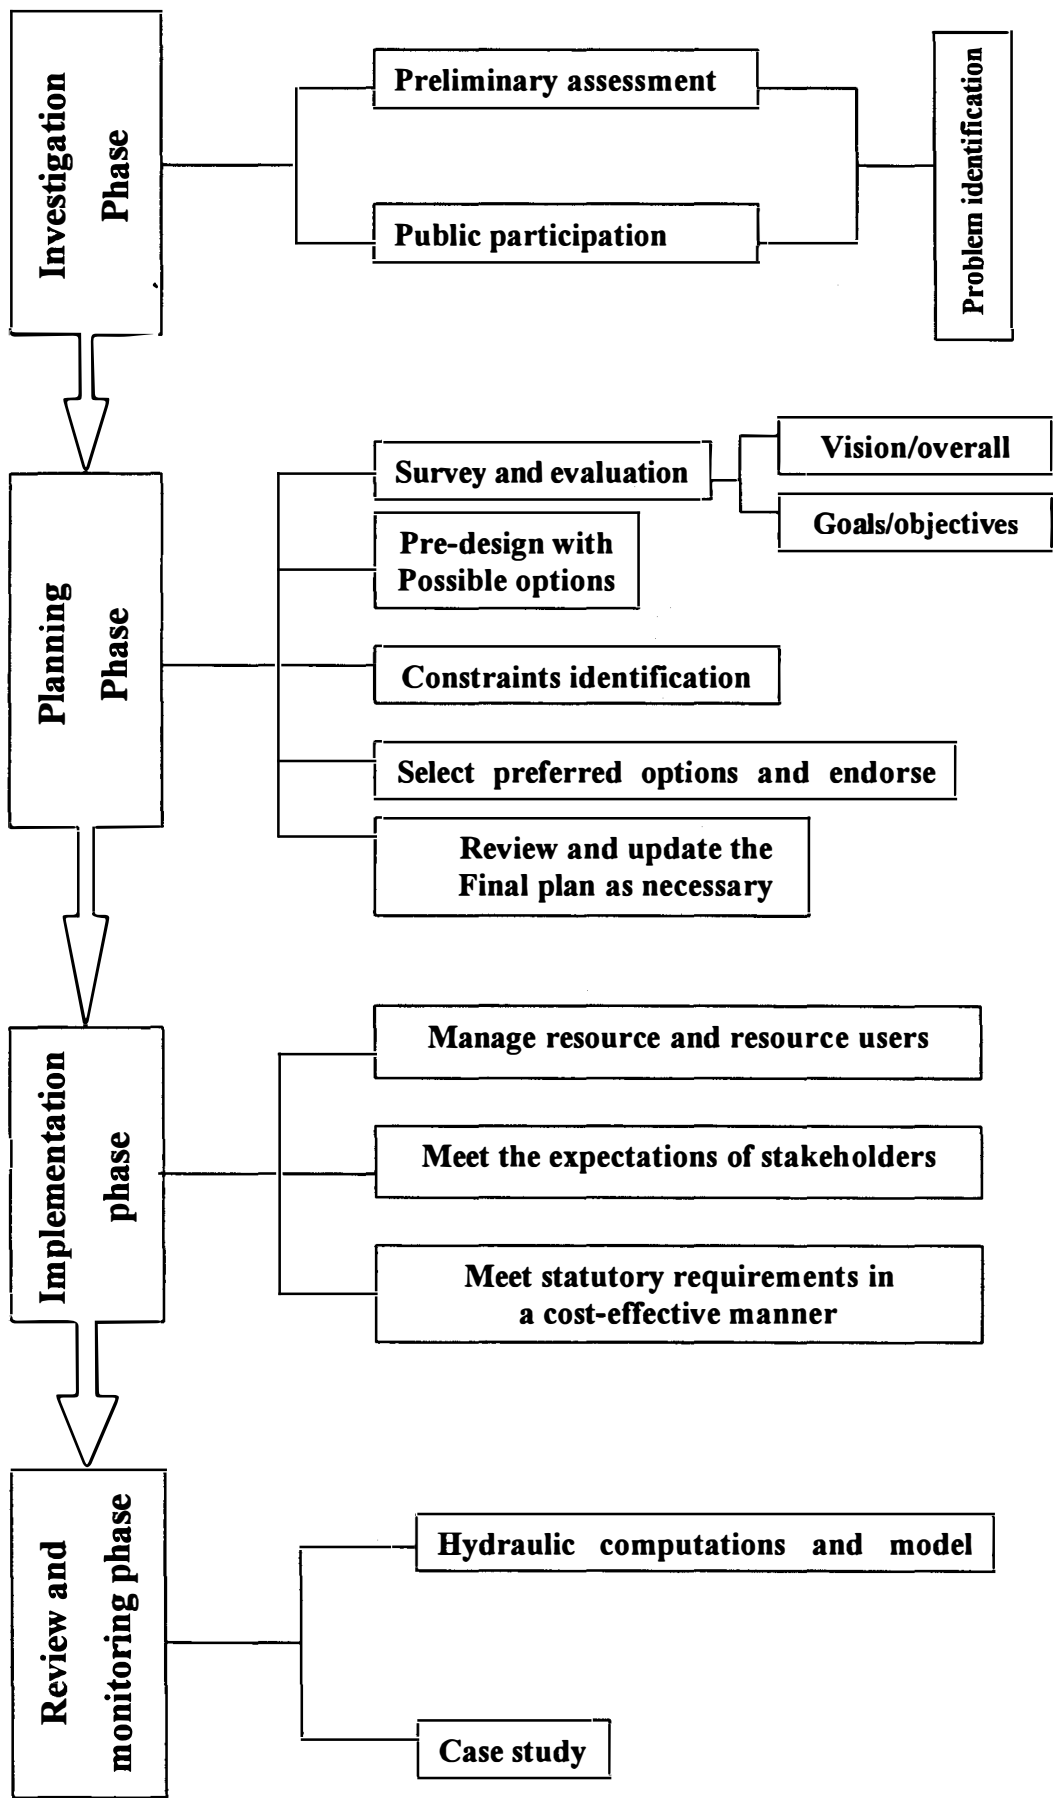 Investigation
Phase
Preliminary assessment
Public participation
Problem identification
Planning
Phase
Survey and evaluation
Vision/overall
Goals/objectives
Pre-design with
Possible options
Constraints identification
Select preferred options and endorse
Review and update the
Final plan as necessary
Implementation
phase
Manage resource and resource users
Meet the expectations of stakeholders
Meet statutory requirements in
a cost-effective manner
Review and
monitoring phase
Hydraulic computations and model
Case study